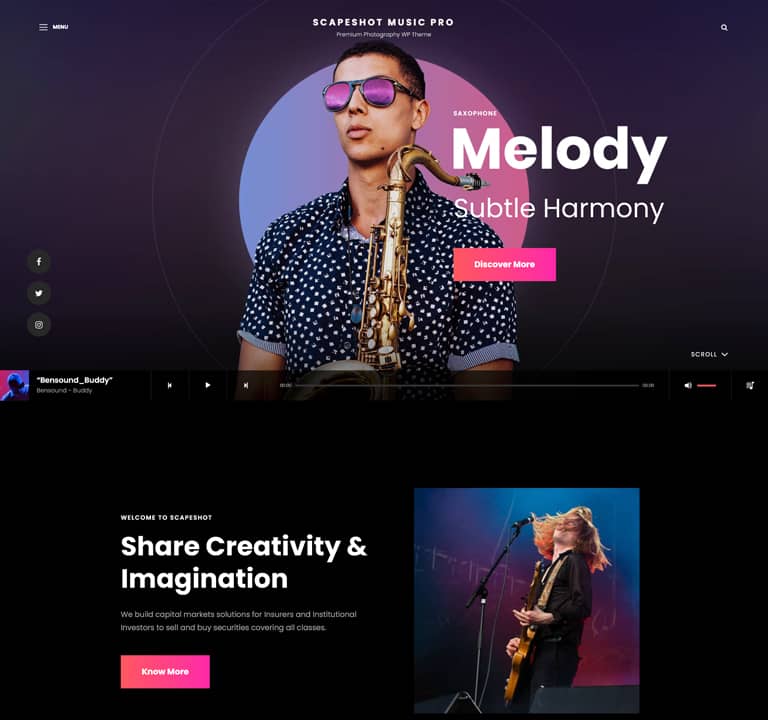 MENU
SCAPESHOT MUSIC PRO
Premium Photography WP Theme
SAXOPHONE
Melody
Subtle Harmony
Discover More
SCROLL
"Bensound_Buddy"
Bensound - Buddy
00:00
00:00
WELCOME TO SCAPESHOT
Share Creativity &
Imagination
We build capital markets solutions for Insurers and Institutional
Investors to sell and buy securities covering all classes.
Know More